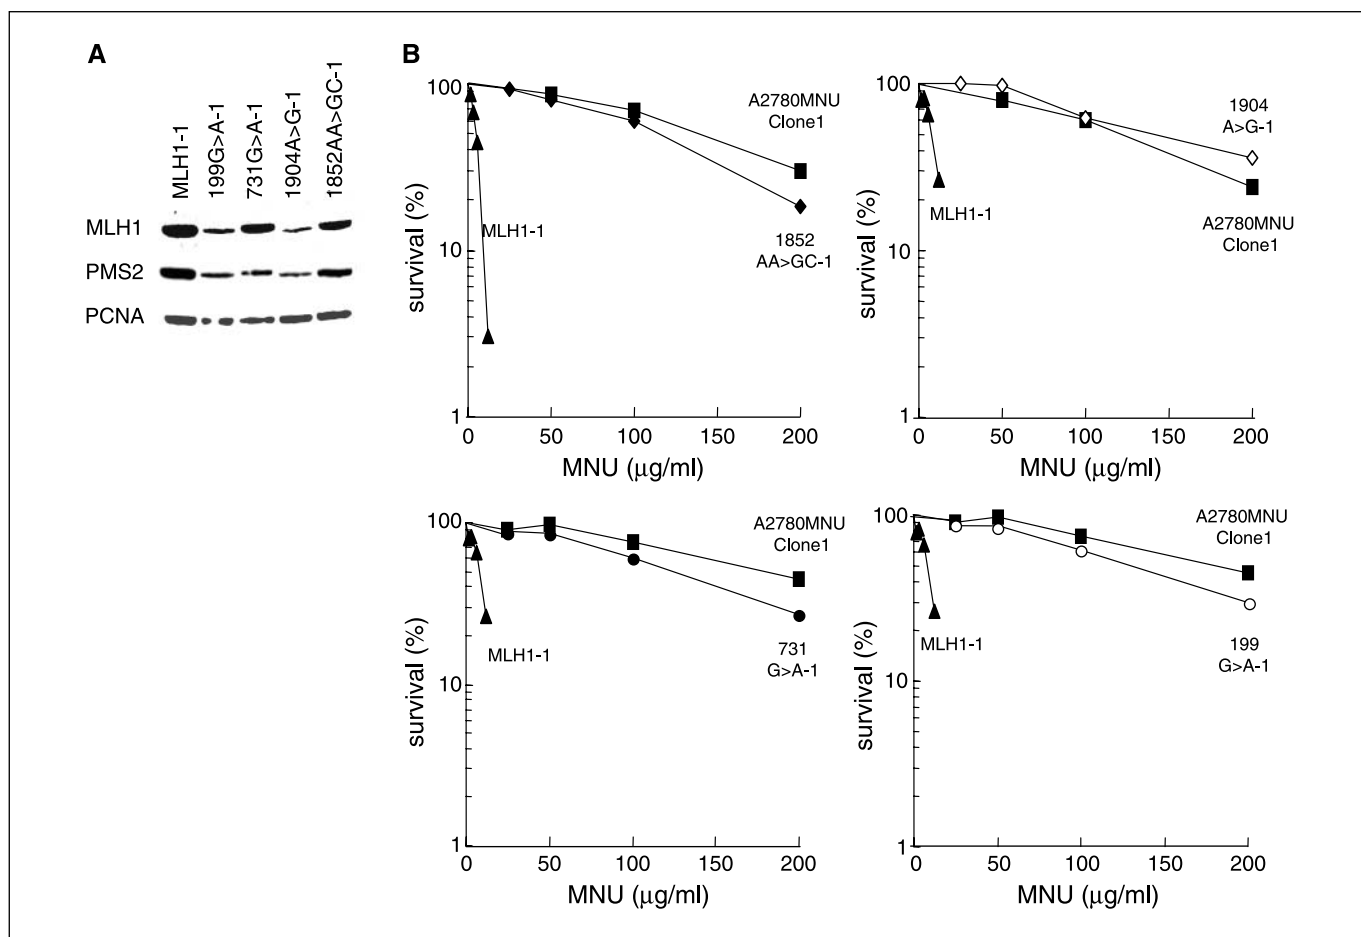 A
MLH1-1
199G>A-1
731G>A-1
1904A>G-1
1852AA>GC-1
MLH1
PMS2
PCNA
B
survival (%)
100
10
1
0
50
100
150
200
MNU (μg/ml)
A2780MNU
Clone1
MLH1-1
1852
AA>GC-1
survival (%)
100
10
1
0
50
100
150
200
MNU (μg/ml)
1904
A>G-1
MLH1-1
A2780MNU
Clone1
survival (%)
100
10
1
0
50
100
150
200
MNU (μg/ml)
A2780MNU
Clone1
MLH1-1
731
G>A-1
survival (%)
100
10
1
0
50
100
150
200
MNU (μg/ml)
A2780MNU
Clone1
MLH1-1
199
G>A-1